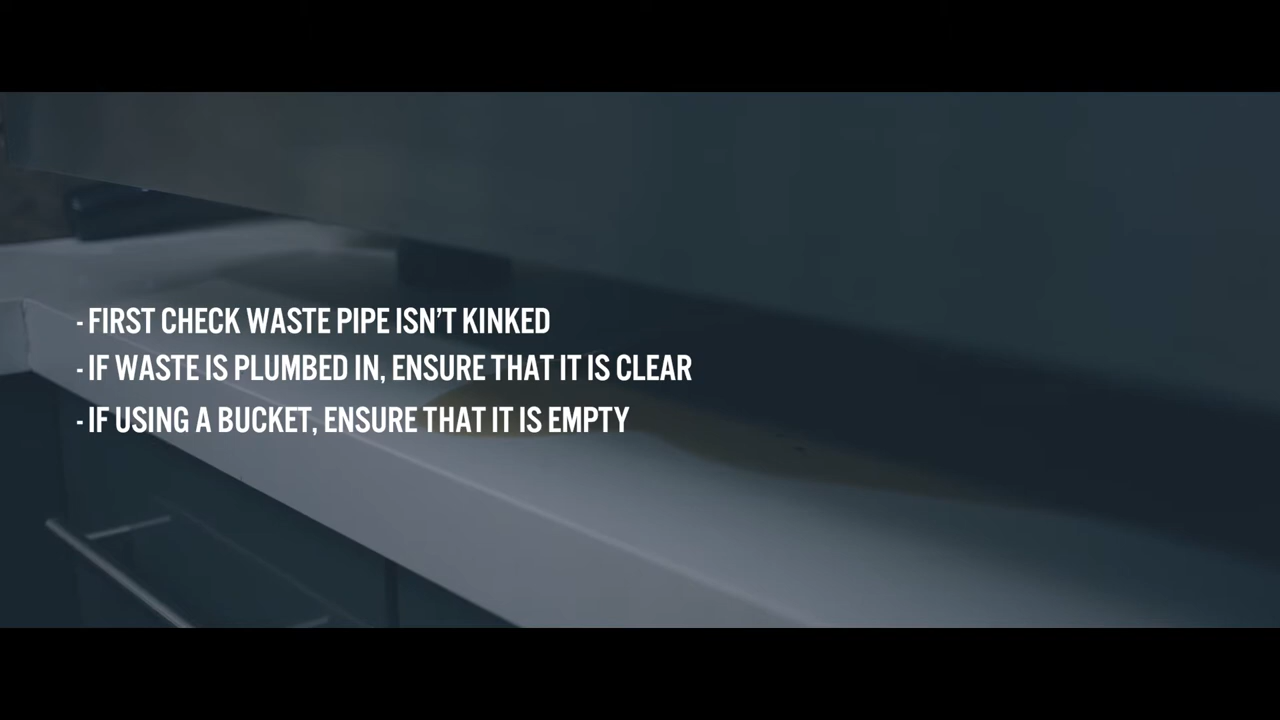 - FIRST CHECK WASTE PIPE ISN'T KINKED
- IF WASTE IS PLUMBED IN, ENSURE THAT IT IS CLEAR
- IF USING A BUCKET, ENSURE THAT IT IS EMPTY